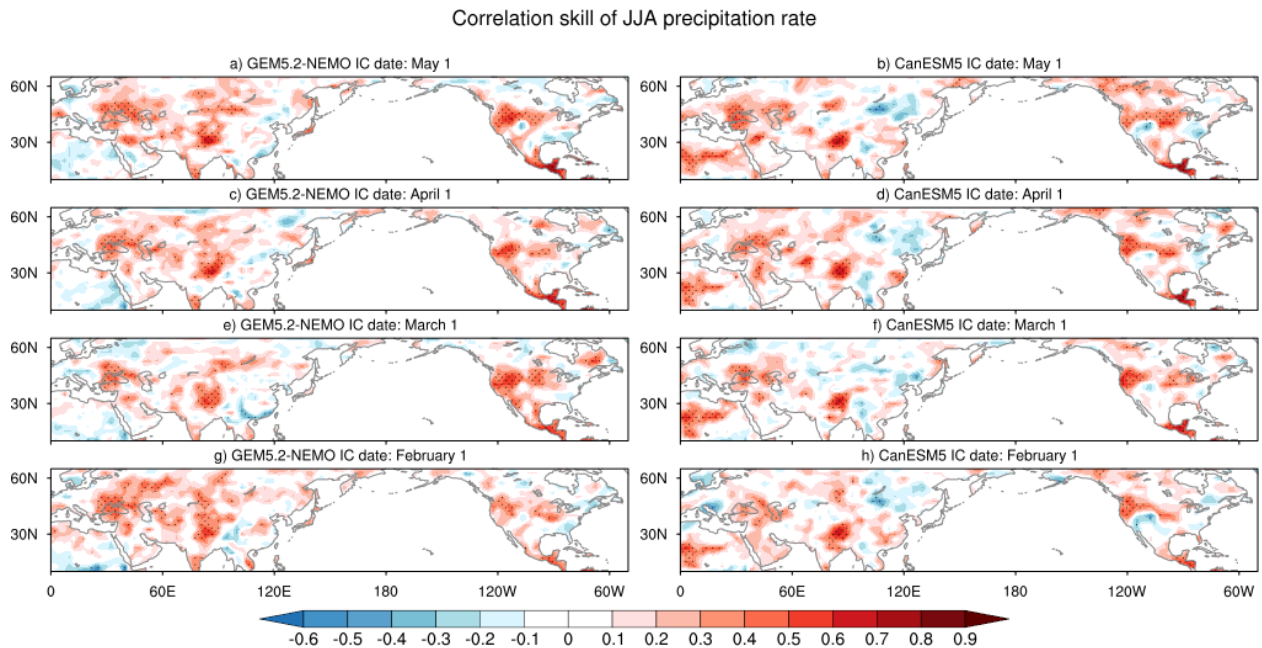 Correlation skill of JJA precipitation rate
a) GEM5.2-NEMO IC date: May 1
b) CanESM5 IC date: May 1
60N
30N
60N
30N
c) GEM5.2-NEMO IC date: April 1
d) CanESM5 IC date: April 1
60N
30N
60N
30N
e) GEM5.2-NEMO IC date: March 1
f) CanESM5 IC date: March 1
60N
30N
60N
30N
g) GEM5.2-NEMO IC date: February 1
h) CanESM5 IC date: February 1
60N
30N
60N
30N
0 60E 120E 180 120W 60W
0 60E 120E 180 120W 60W
-0.6 -0.5 -0.4 -0.3 -0.2 -0.1 0 0.1 0.2 0.3 0.4 0.5 0.6 0.7 0.8 0.9